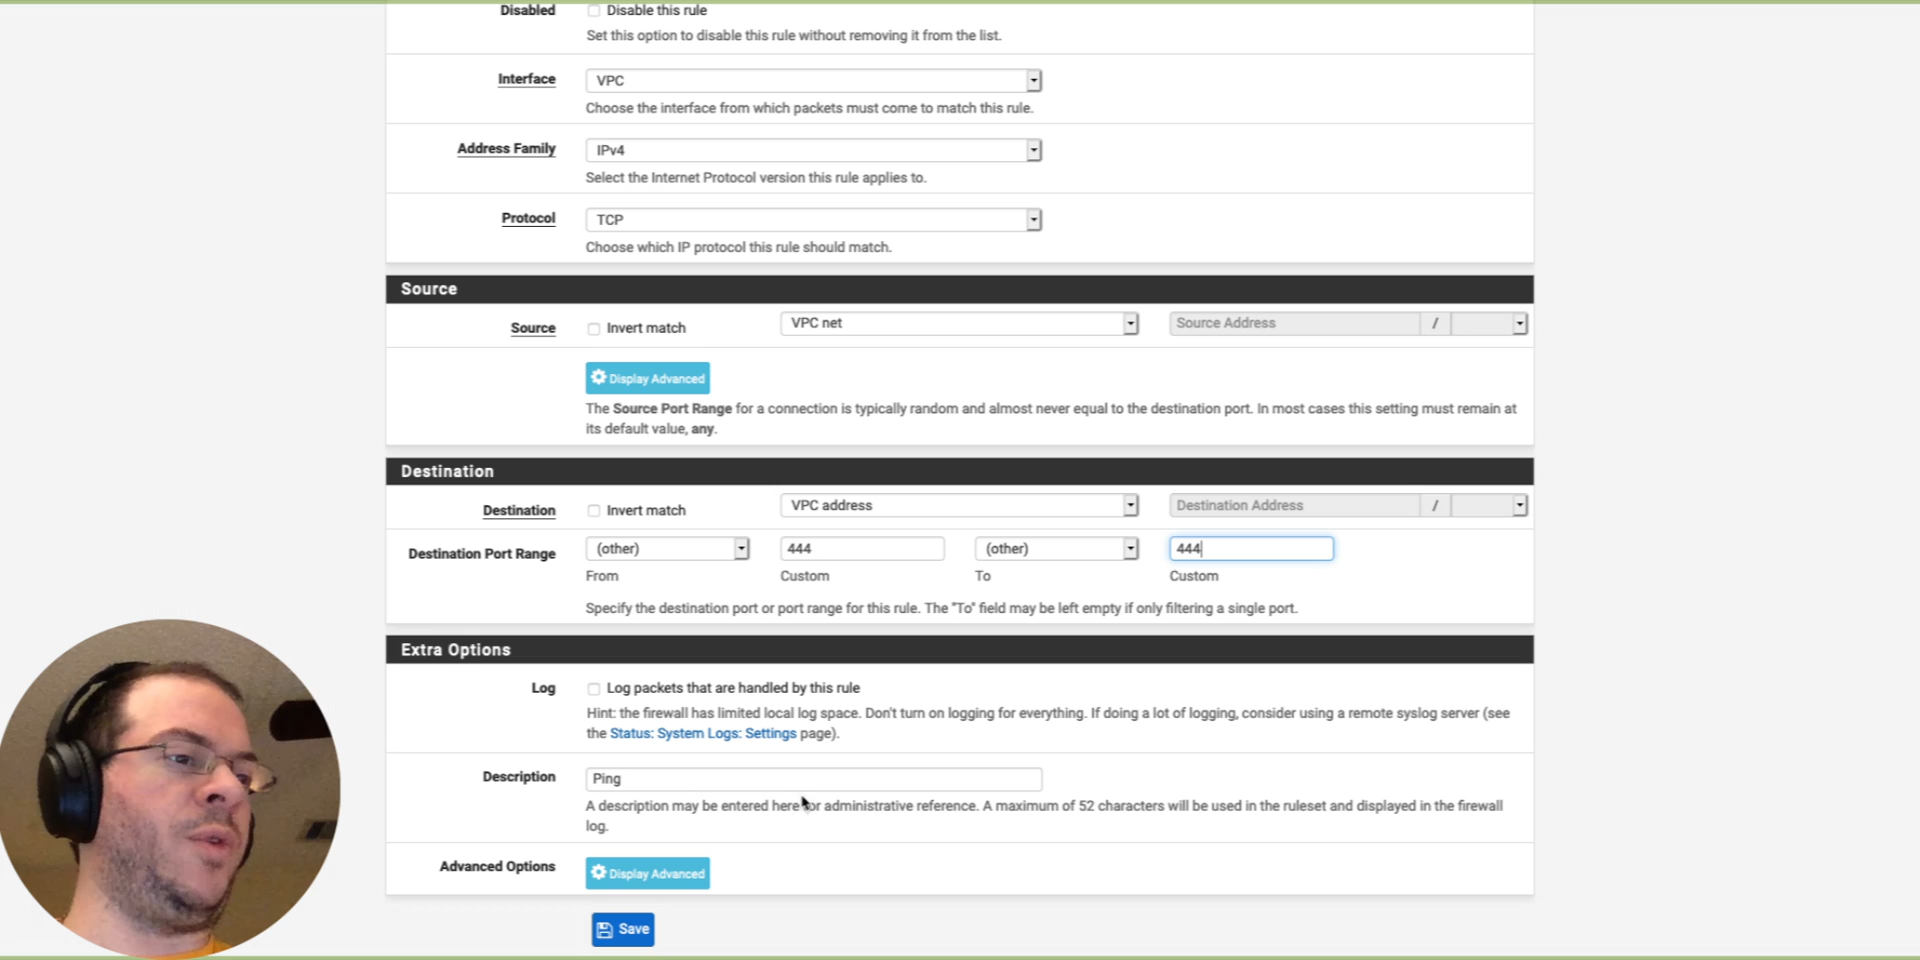 Disabled Disable this rule
Set this option to disable this rule without removing it from the list.
Interface VPC
Choose the interface from which packets must come to match this rule.
Address Family IPv4
Select the Internet Protocol version this rule applies to.
Protocol TCP
Choose which IP protocol this rule should match.
Source
Source Invert match VPC net Source Address /
Display Advanced
The Source Port Range for a connection is typically random and almost never equal to the destination port. In most cases this setting must remain at
its default value, any.
Destination
Destination Invert match VPC address Destination Address /
Destination Port Range (other) 444 (other) 444
From Custom To Custom
Specify the destination port or port range for this rule. The "To" field may be left empty if only filtering a single port.
Extra Options
Log Log packets that are handled by this rule
Hint: the firewall has limited local log space. Don't turn on logging for everything. If doing a lot of logging, consider using a remote syslog server (see
the Status: System Logs: Settings page).
Description Ping
A description may be entered here for administrative reference. A maximum of 52 characters will be used in the ruleset and displayed in the firewall
log.
Advanced Options Display Advanced
Save